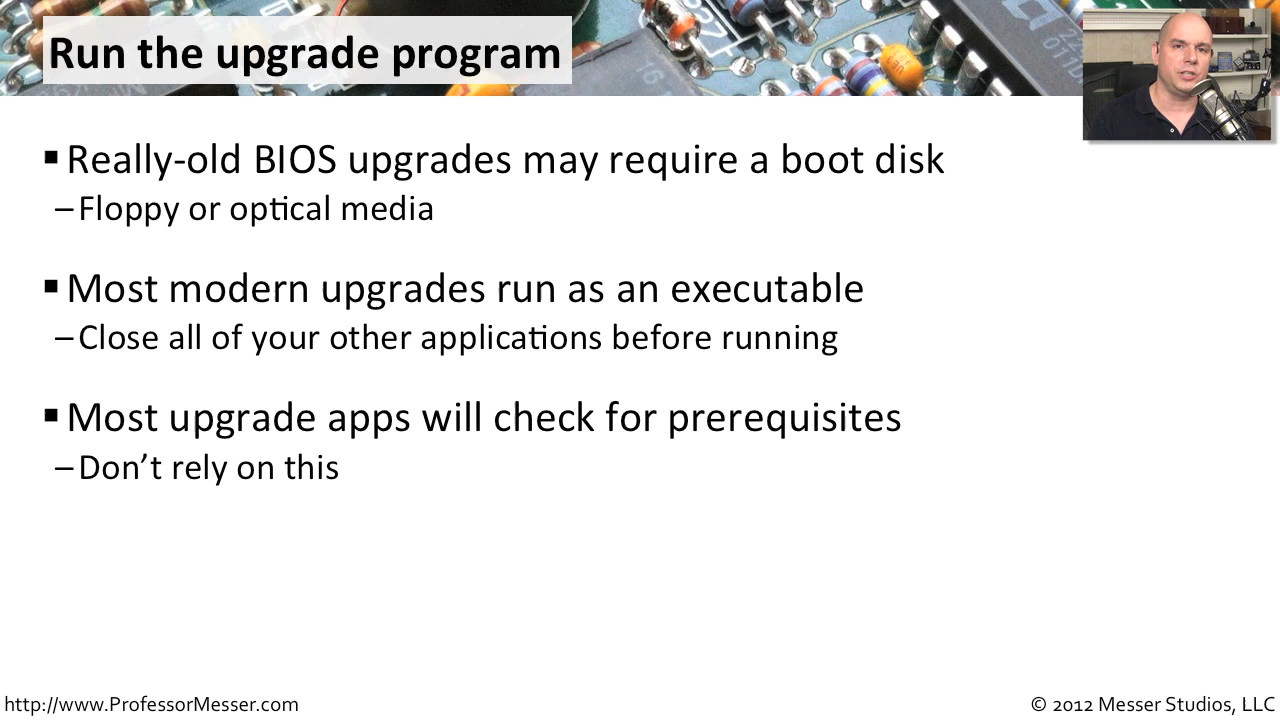 Run the upgrade program
▪ Really-old BIOS upgrades may require a boot disk
– Floppy or optical media
▪ Most modern upgrades run as an executable
– Close all of your other applications before running
▪ Most upgrade apps will check for prerequisites
– Don’t rely on this
http://www.ProfessorMesser.com
© 2012 Messer Studios, LLC